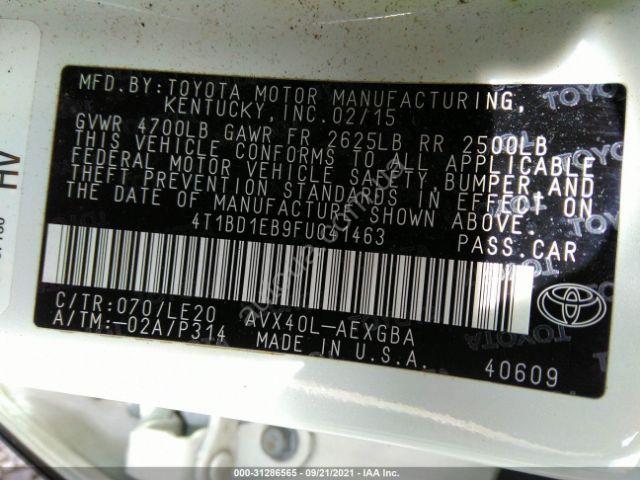 MFD. BY: TOYOTA MOTOR MANUFACTURING,
KENTUCKY, INC. 02/15
GVWR 4700LB GAWR FR 2625LB RR 2500LB
THIS VEHICLE CONFORMS TO ALL APPLICABLE
FEDERAL MOTOR VEHICLE SAFETY, BUMPER, AND
THEFT PREVENTION STANDARDS IN EFFECT ON
THE DATE OF MANUFACTURE SHOWN ABOVE.
4T1BD1EB9FU041463 PASS. CAR
C/TR: 070/LE20 AVX40L-AEXGBA
A/TM: -02A/P314 MADE IN U.S.A.
40609
HV
TOYOTA
000-31286565 | 09/21/2021 | IAA Inc.